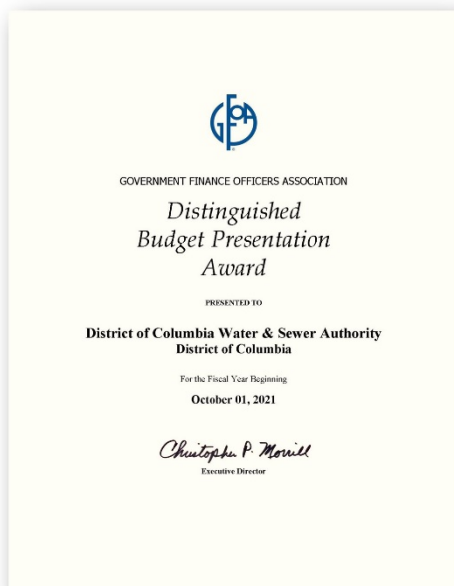 GFOA
GOVERNMENT FINANCE OFFICERS ASSOCIATION
Distinguished
Budget Presentation
Award
PRESENTED TO
District of Columbia Water & Sewer Authority
District of Columbia
For the Fiscal Year Beginning
October 01, 2021
Christopher P. Morrill
Executive Director